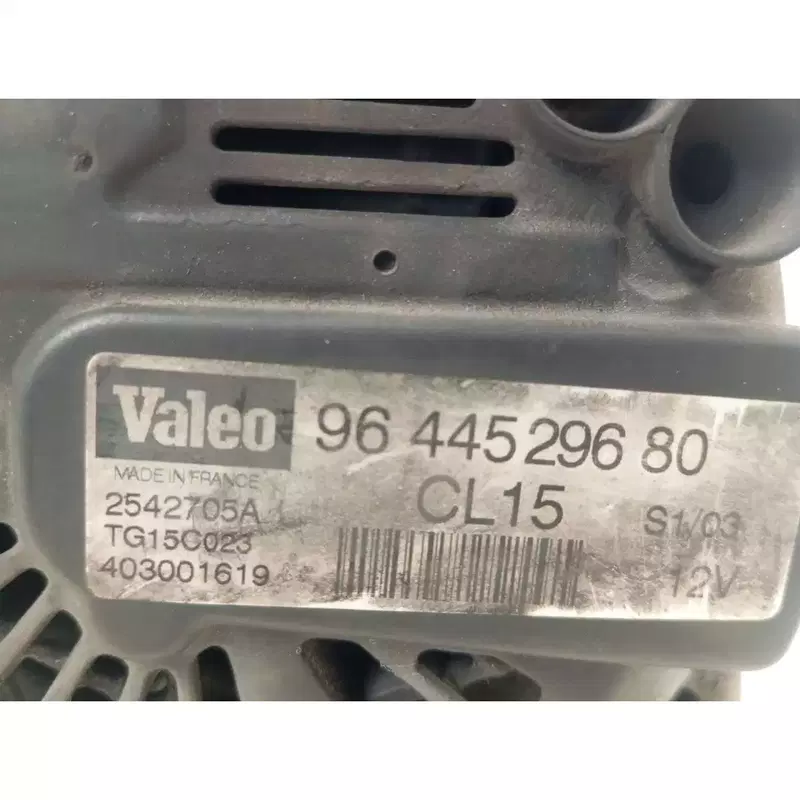 Valeo 96 445 296 80
MADE IN FRANCE
CL15
2542705A
S1/03
TG15C023
403001619
12V